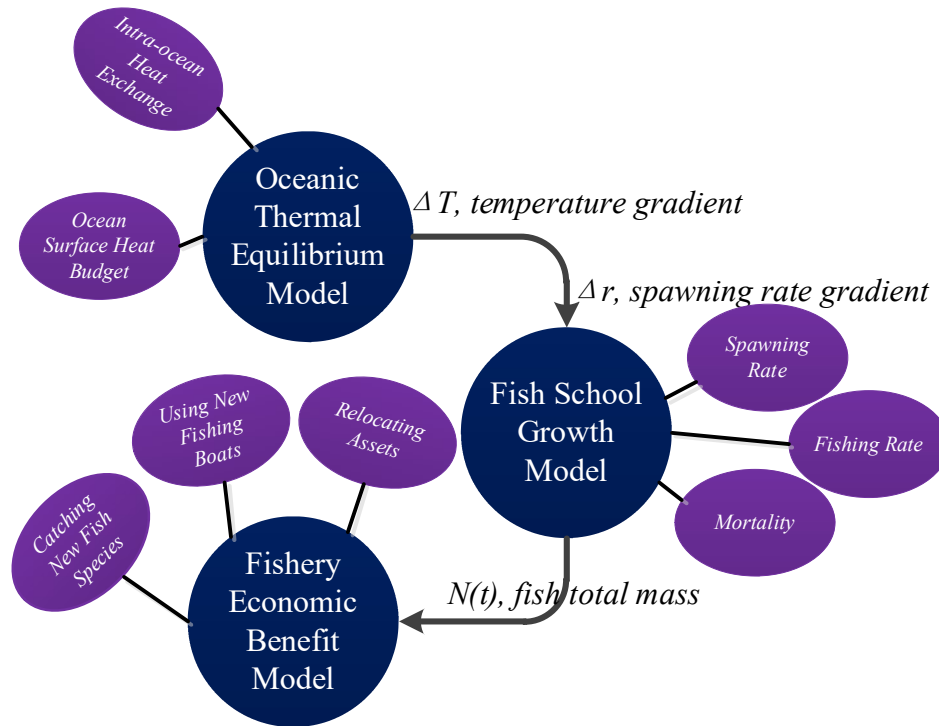 Intra-ocean
Heat
Exchange
Oceanic
Thermal
Equilibrium
Model
Ocean
Surface Heat
Budget
Δ T, temperature gradient
Δ r, spawning rate gradient
Spawning
Rate
Fish School
Growth
Model
Fishing Rate
Mortality
Using New
Fishing
Boats
Relocating
Assets
Catching
New Fish
Species
Fishery
Economic
Benefit
Model
N(t), fish total mass